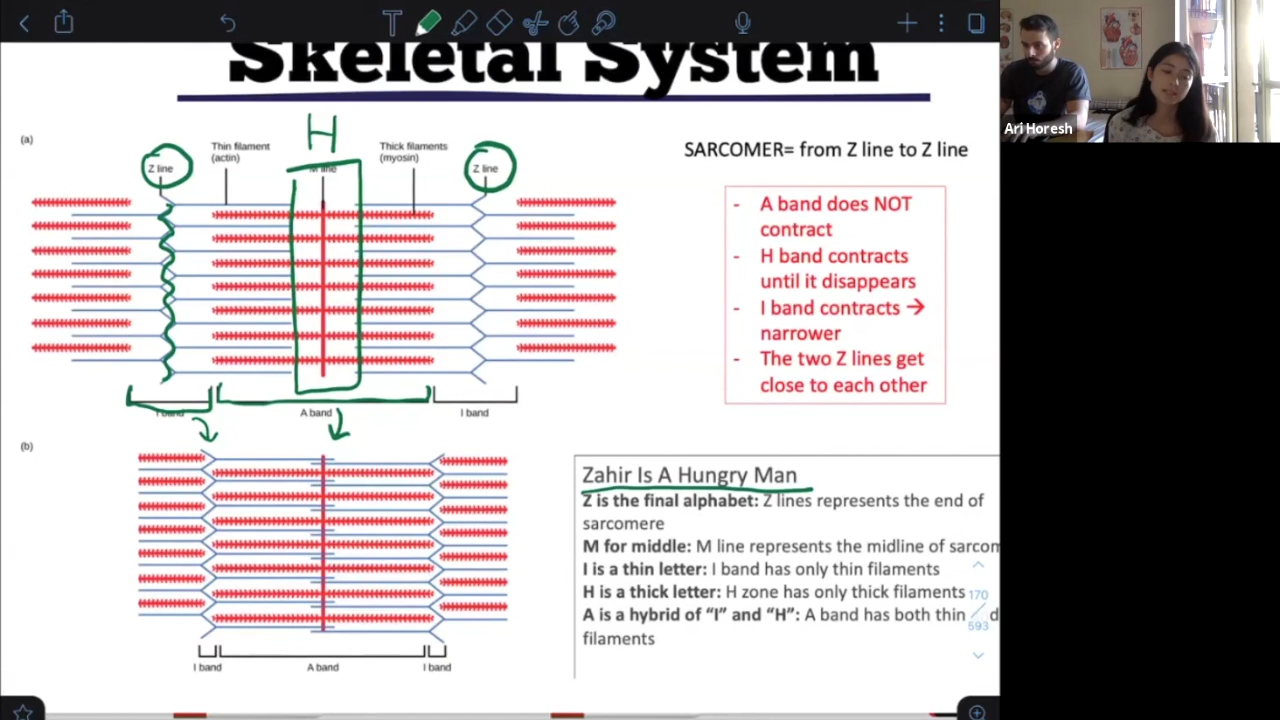 Skeletal System
H
(a)
Thin filament
(actin)
Thick filaments
(myosin)
Z line
line
Z line
SARCOMER= from Z line to Z line
- A band does NOT
contract
- H band contracts
until it disappears
- I band contracts →
narrower
- The two Z lines get
close to each other
I band
A band
I band
(b)
Zahir Is A Hungry Man
Z is the final alphabet: Z lines represents the end of
sarcomere
M for middle: M line represents the midline of sarcom
I is a thin letter: I band has only thin filaments
H is a thick letter: H zone has only thick filaments
A is a hybrid of "I" and "H": A band has both thin d
filaments
170
593
I band
A band
I band
Ari Horesh